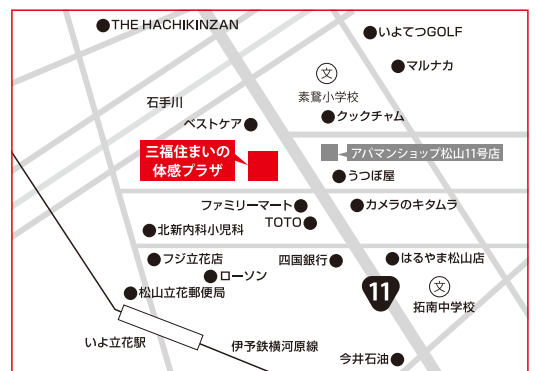 THE HACHIKINZAN
いよてつGOLF
マルナカ
文
素鵞小学校
石手川
クックチャム
ベストケア
三福住まいの
体感プラザ
アパマンショップ松山11号店
うつぼ屋
ファミリーマート
カメラのキタムラ
TOTO
北新内科小児科
フジ立花店
四国銀行
はるやま松山店
ローソン
松山立花郵便局
11
文
拓南中学校
いよ立花駅
伊予鉄横河原線
今井石油